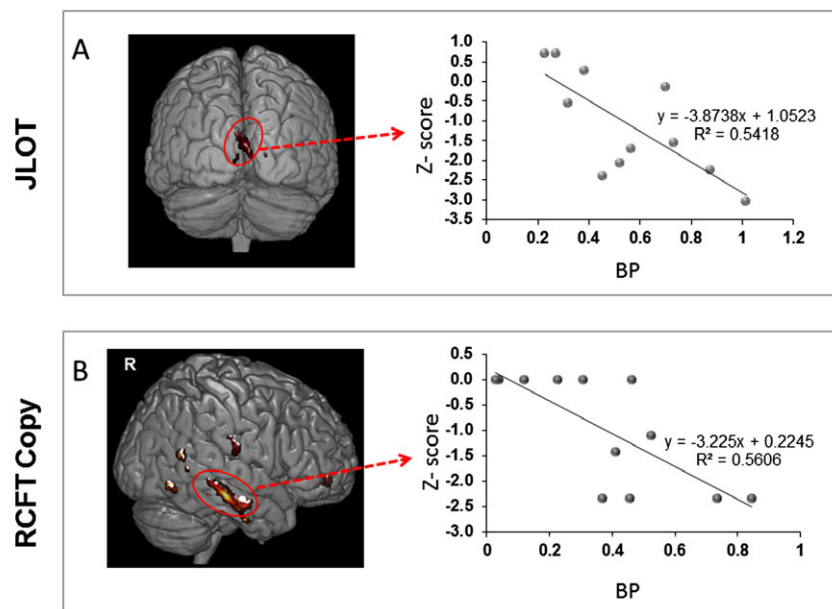 JLOT
A
Z- score
1.0
0.5
0.0
-0.5
-1.0
-1.5
-2.0
-2.5
-3.0
-3.5
y = -3.8738x + 1.0523
R² = 0.5418
0 0.2 0.4 0.6 0.8 1 1.2
BP
RCFT Copy
B
R
Z- score
0.5
0.0
-0.5
-1.0
-1.5
-2.0
-2.5
-3.0
y = -3.225x + 0.2245
R² = 0.5606
0 0.2 0.4 0.6 0.8 1
BP